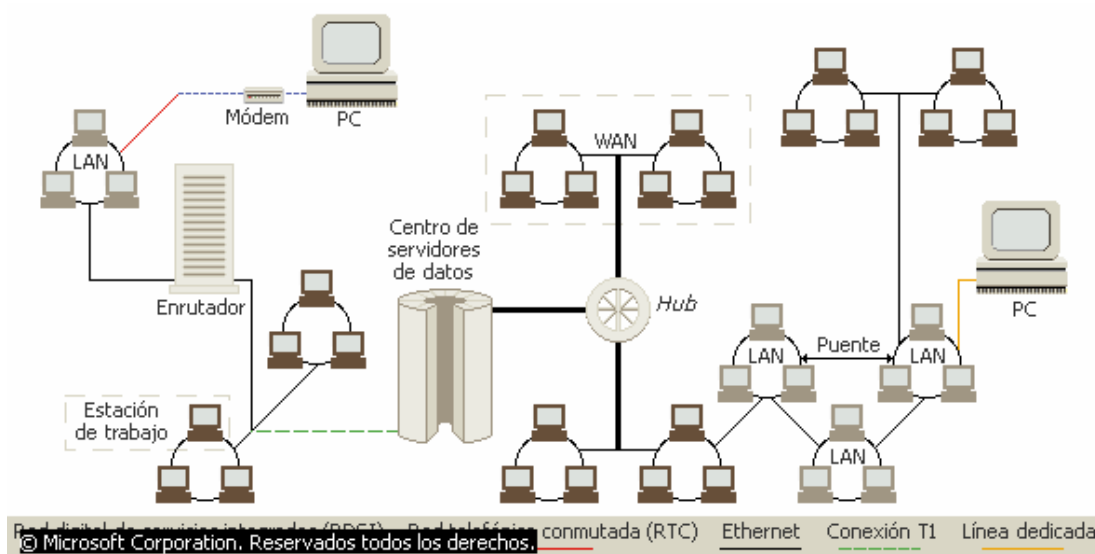 Módem
PC
LAN
WAN
Centro de
servidores
de datos
Enrutador
Hub
PC
Puente
LAN
LAN
Estación
de trabajo
LAN
conmutada (RTC)
Ethernet
Conexión T1
Línea dedicada
© Microsoft Corporation. Reservados todos los derechos.